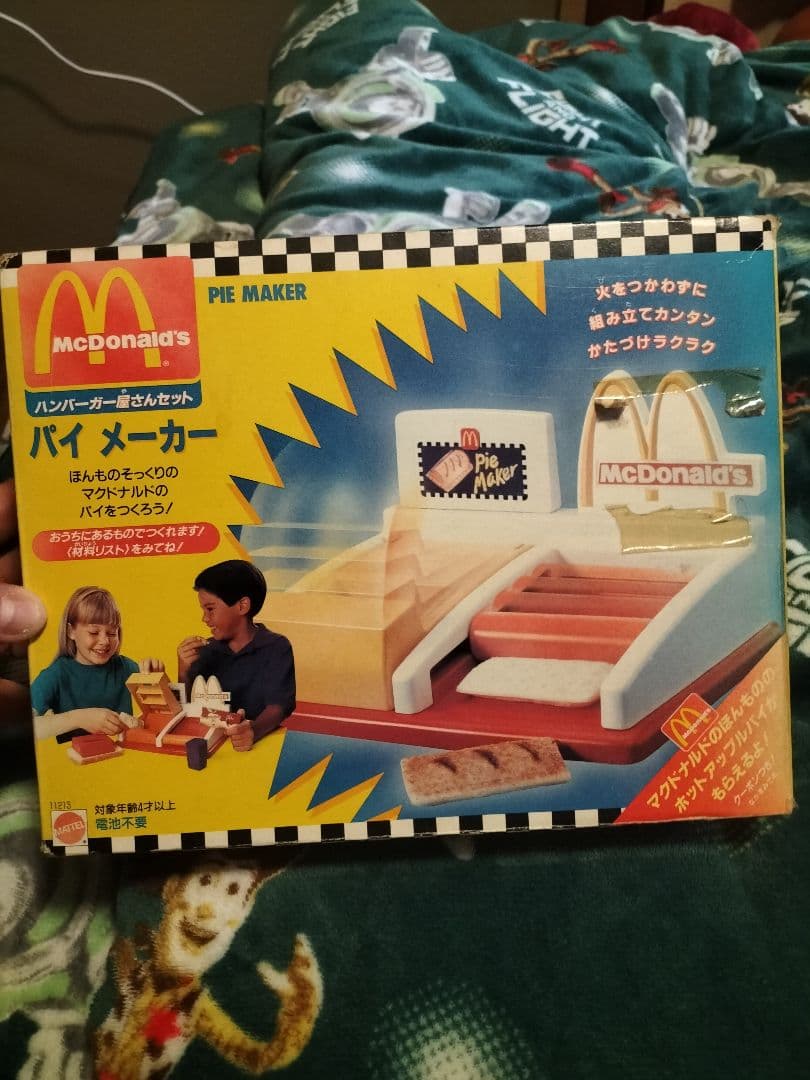 FLIGHT
McDonald's
PIE MAKER
ハンバーガー屋さんセット
パイ メーカー
ほんものそっくりの
マクドナルドの
パイをつくろう!
おうちにあるものでつくれます!
〈材料リスト〉をみてね!
火をつかわずに
組み立てカンタン
かたづけラクラク
Pie
Maker
McDonald's
マクドナルドのほんものの
ホットアップルパイが
もらえるよ!
クーポンつき!
11213
MATTEL
対象年齢4才以上
電池不要